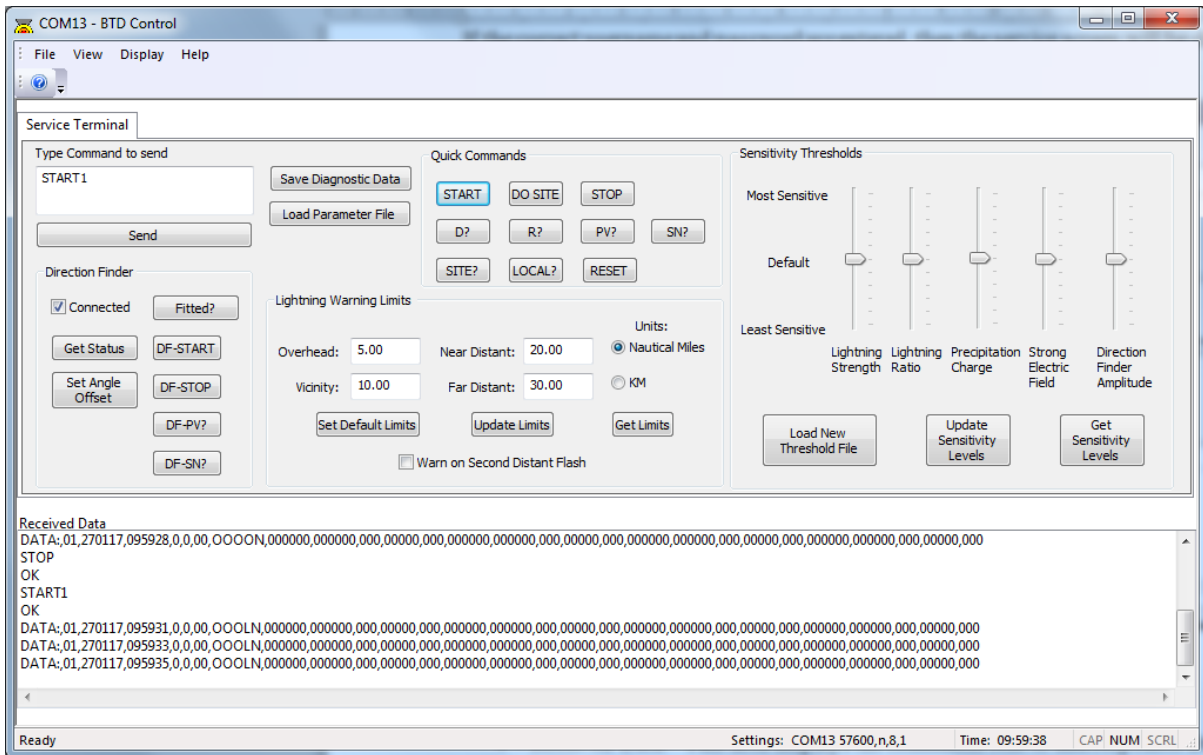 COM13 - BTD Control
File View Display Help
Service Terminal
Type Command to send
START1
Send
Save Diagnostic Data
Load Parameter File
Quick Commands
START DO SITE STOP
D? R? PV? SN?
SITE? LOCAL? RESET
Direction Finder
Connected Fitted?
Get Status DF-START
Set Angle
Offset
DF-STOP
DF-PV?
DF-SN?
Lightning Warning Limits
Units:
Overhead: 5.00 Near Distant: 20.00 Nautical Miles
Vicinity: 10.00 Far Distant: 30.00 KM
Set Default Limits Update Limits Get Limits
Warn on Second Distant Flash
Sensitivity Thresholds
Most Sensitive
Default
Least Sensitive
Lightning
Strength
Lightning
Ratio
Precipitation
Charge
Strong
Electric
Field
Direction
Finder
Amplitude
Load New
Threshold File
Update
Sensitivity
Levels
Get
Sensitivity
Levels
Received Data
DATA:,01,270117,095928,0,0,00,OOOON,000000,000000,000,00000,000,000000,000000,000,00000,000,000000,000000,000,00000,000,000000,000000,000,00000,000
STOP
OK
START1
OK
DATA:,01,270117,095931,0,0,00,OOOLN,000000,000000,000,00000,000,000000,000000,000,00000,000,000000,000000,000,00000,000,000000,000000,000,00000,000
DATA:,01,270117,095933,0,0,00,OOOLN,000000,000000,000,00000,000,000000,000000,000,00000,000,000000,000000,000,00000,000,000000,000000,000,00000,000
DATA:,01,270117,095935,0,0,00,OOOLN,000000,000000,000,00000,000,000000,000000,000,00000,000,000000,000000,000,00000,000,000000,000000,000,00000,000
Ready Settings: COM13 57600,n,8,1 Time: 09:59:38 CAP NUM SCRL